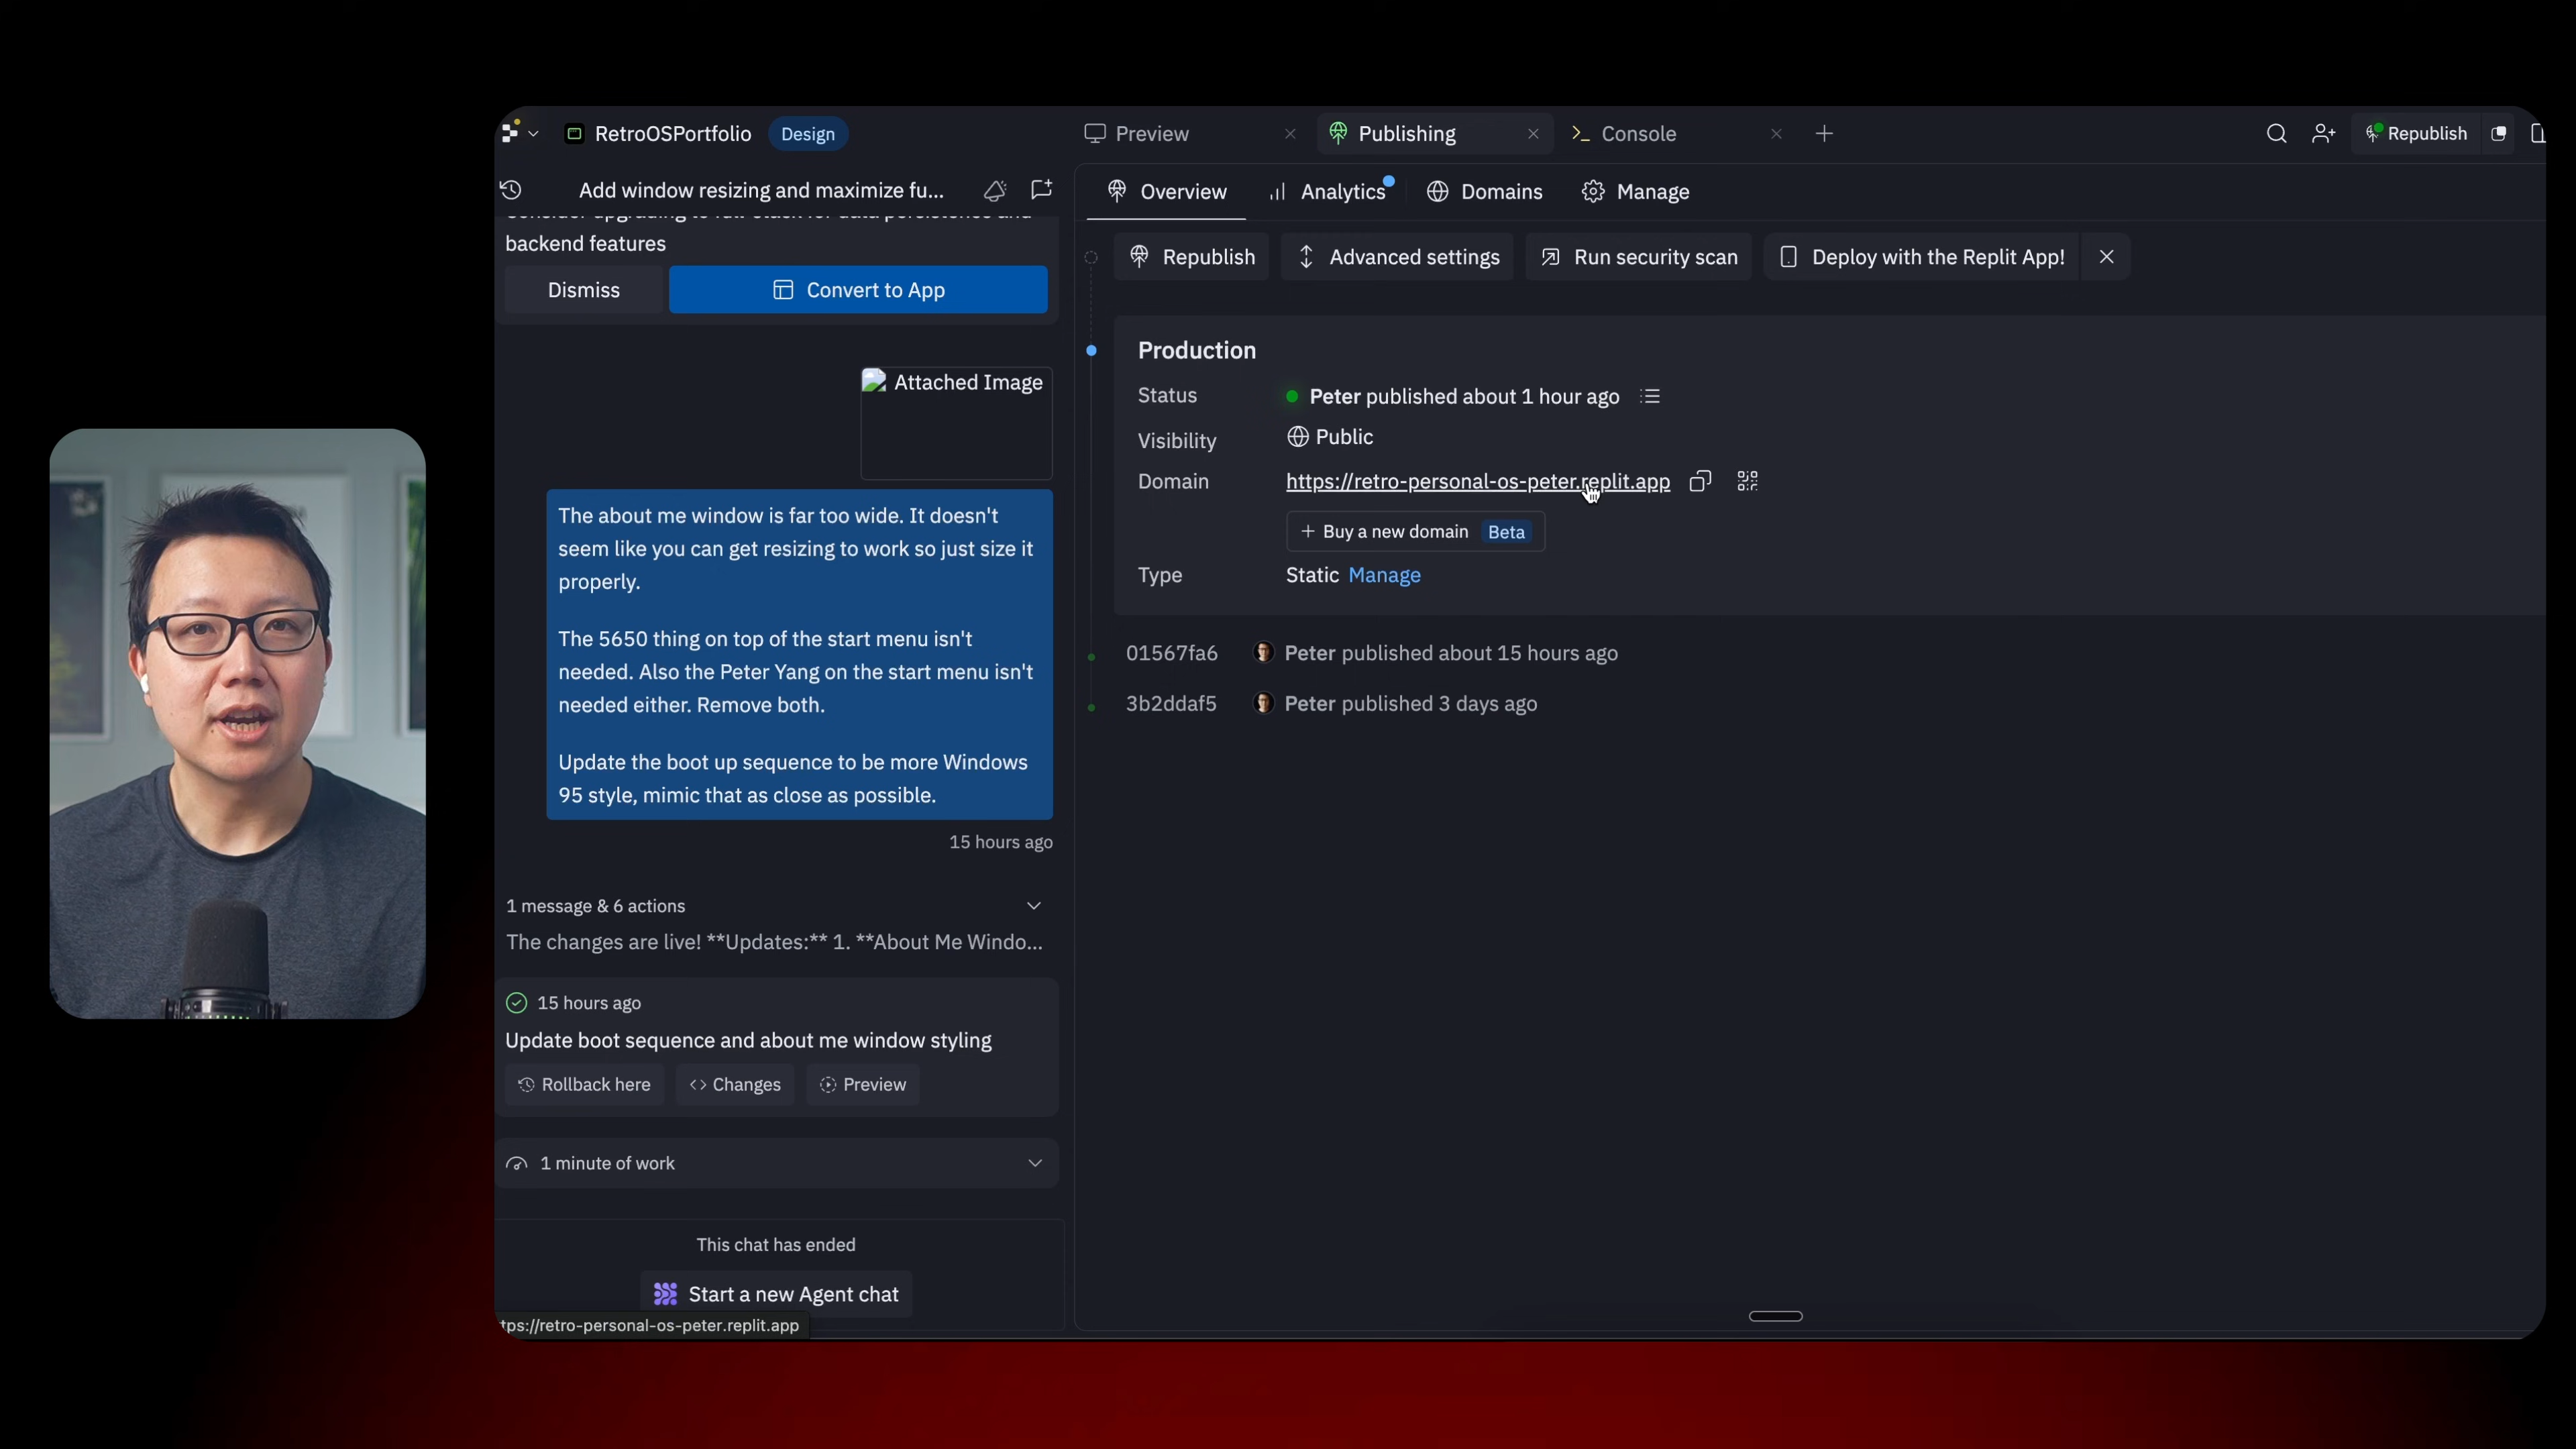 RetroOSPortfolio
Design
Preview
Publishing
Console
Republish
Add window resizing and maximize fu...
Overview
Analytics
Domains
Manage
backend features
Dismiss
Convert to App
Republish
Advanced settings
Run security scan
Deploy with the Replit App!
Attached Image
The about me window is far too wide. It doesn't
seem like you can get resizing to work so just size it
properly.
The 5650 thing on top of the start menu isn't
needed. Also the Peter Yang on the start menu isn't
needed either. Remove both.
Update the boot up sequence to be more Windows
95 style, mimic that as close as possible.
15 hours ago
1 message & 6 actions
The changes are live! **Updates:** 1. **About Me Windo...
15 hours ago
Update boot sequence and about me window styling
Rollback here
Changes
Preview
1 minute of work
This chat has ended
Start a new Agent chat
tps://retro-personal-os-peter.replit.app
Production
Status
Peter published about 1 hour ago
Visibility
Public
Domain
https://retro-personal-os-peter.replit.app
+ Buy a new domain Beta
Type
Static Manage
01567fa6
Peter published about 15 hours ago
3b2ddaf5
Peter published 3 days ago